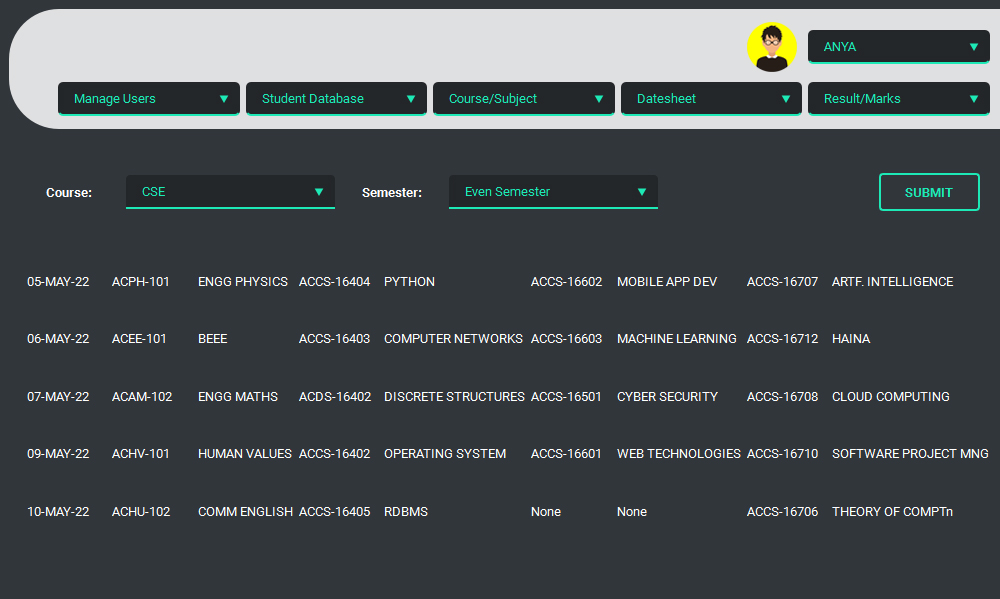 ANYA
Manage Users Student Database Course/Subject Datesheet Result/Marks
Course: CSE Semester: Even Semester SUBMIT
05-MAY-22 ACPH-101 ENGG PHYSICS ACCS-16404 PYTHON ACCS-16602 MOBILE APP DEV ACCS-16707 ARTF. INTELLIGENCE
06-MAY-22 ACEE-101 BEEE ACCS-16403 COMPUTER NETWORKS ACCS-16603 MACHINE LEARNING ACCS-16712 HAINA
07-MAY-22 ACAM-102 ENGG MATHS ACDS-16402 DISCRETE STRUCTURES ACCS-16501 CYBER SECURITY ACCS-16708 CLOUD COMPUTING
09-MAY-22 ACHV-101 HUMAN VALUES ACCS-16402 OPERATING SYSTEM ACCS-16601 WEB TECHNOLOGIES ACCS-16710 SOFTWARE PROJECT MNG
10-MAY-22 ACHU-102 COMM ENGLISH ACCS-16405 RDBMS None None ACCS-16706 THEORY OF COMPTn